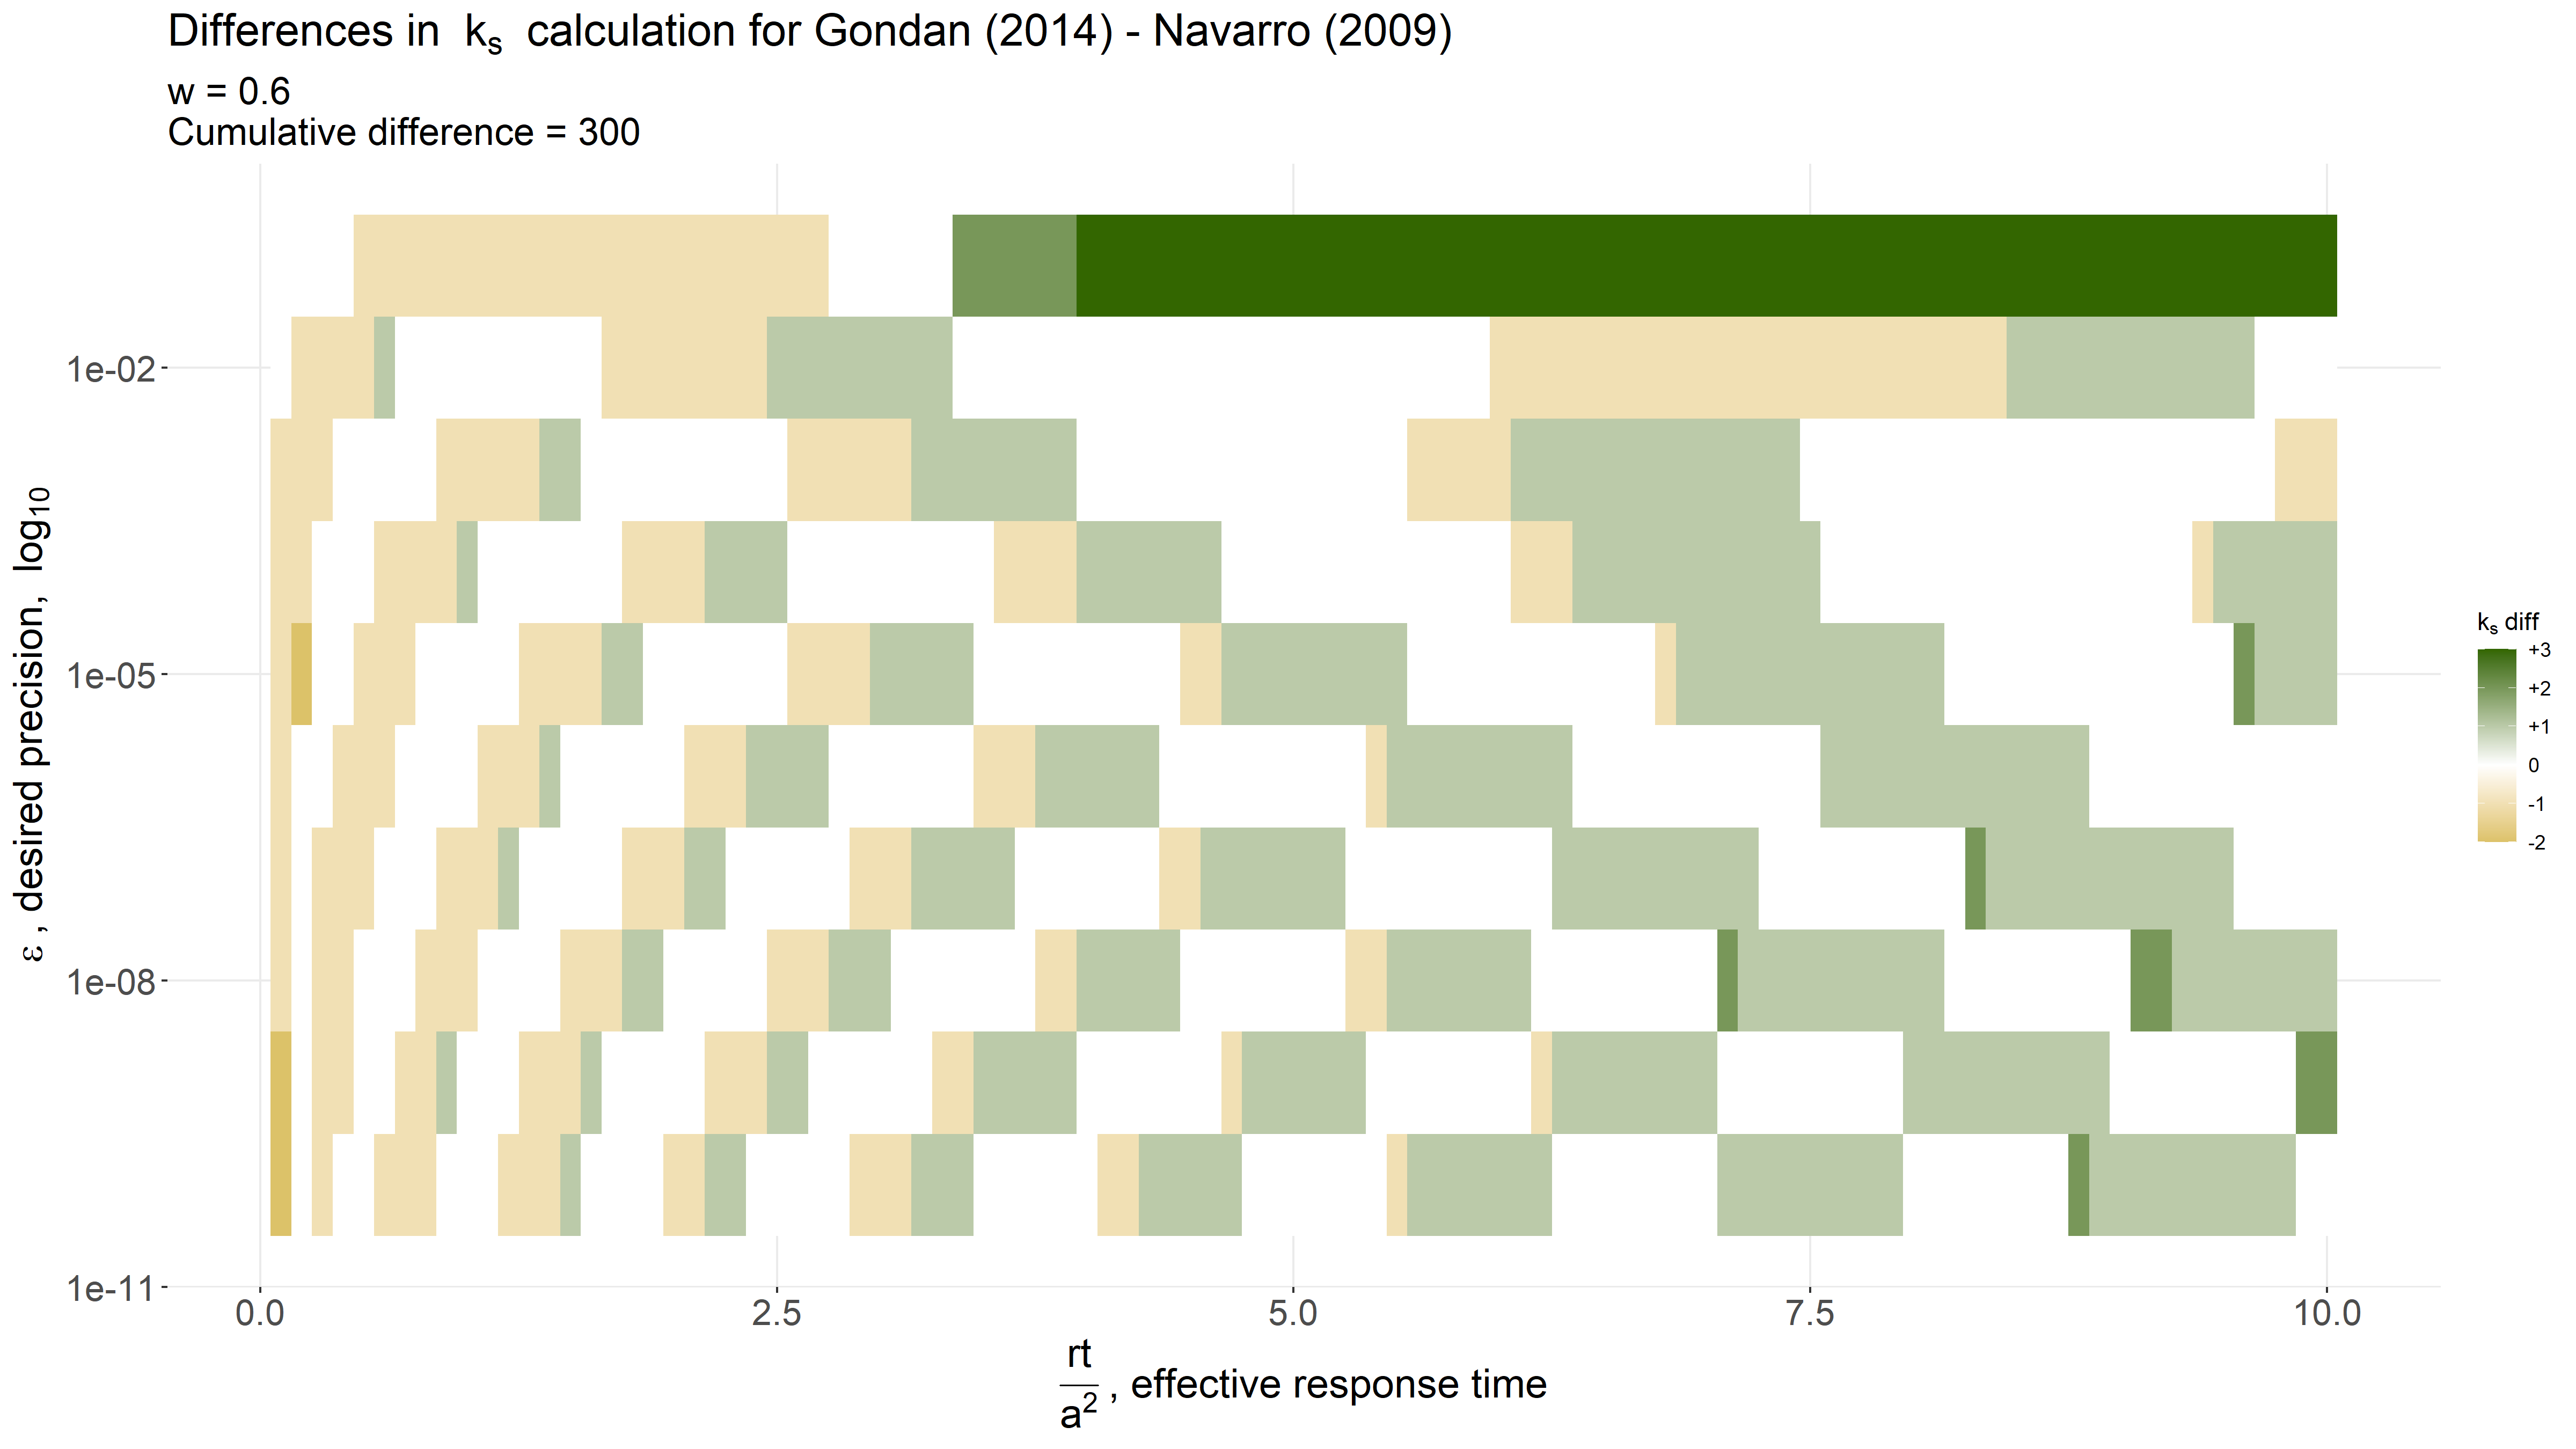 Differences in kₛ calculation for Gondan (2014) - Navarro (2009)
w = 0.6
Cumulative difference = 300
ε , desired precision, log₁₀
1e-02
1e-05
1e-08
1e-11
0.0 2.5 5.0 7.5 10.0
rt
a² , effective response time
kₛ diff
+3
+2
+1
0
-1
-2